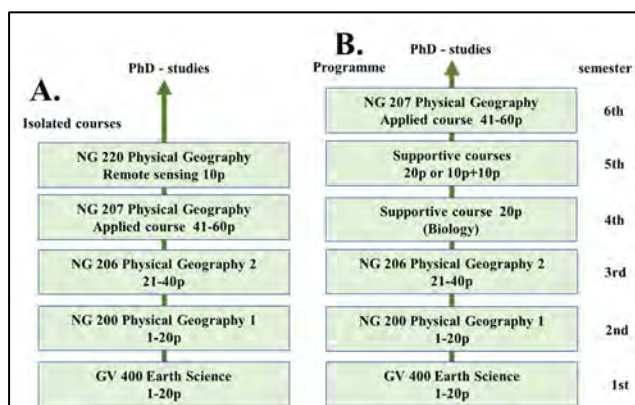 A.
PhD - studies
Isolated courses
NG 220 Physical Geography
Remote sensing 10p
NG 207 Physical Geography
Applied course 41-60p
NG 206 Physical Geography 2
21-40p
NG 200 Physical Geography 1
1-20p
GV 400 Earth Science
1-20p
B.
PhD - studies
Programme
semester
NG 207 Physical Geography
Applied course 41-60p
6th
Supportive courses
20p or 10p+10p
5th
Supportive course 20p
(Biology)
4th
NG 206 Physical Geography 2
21-40p
3rd
NG 200 Physical Geography 1
1-20p
2nd
GV 400 Earth Science
1-20p
1st